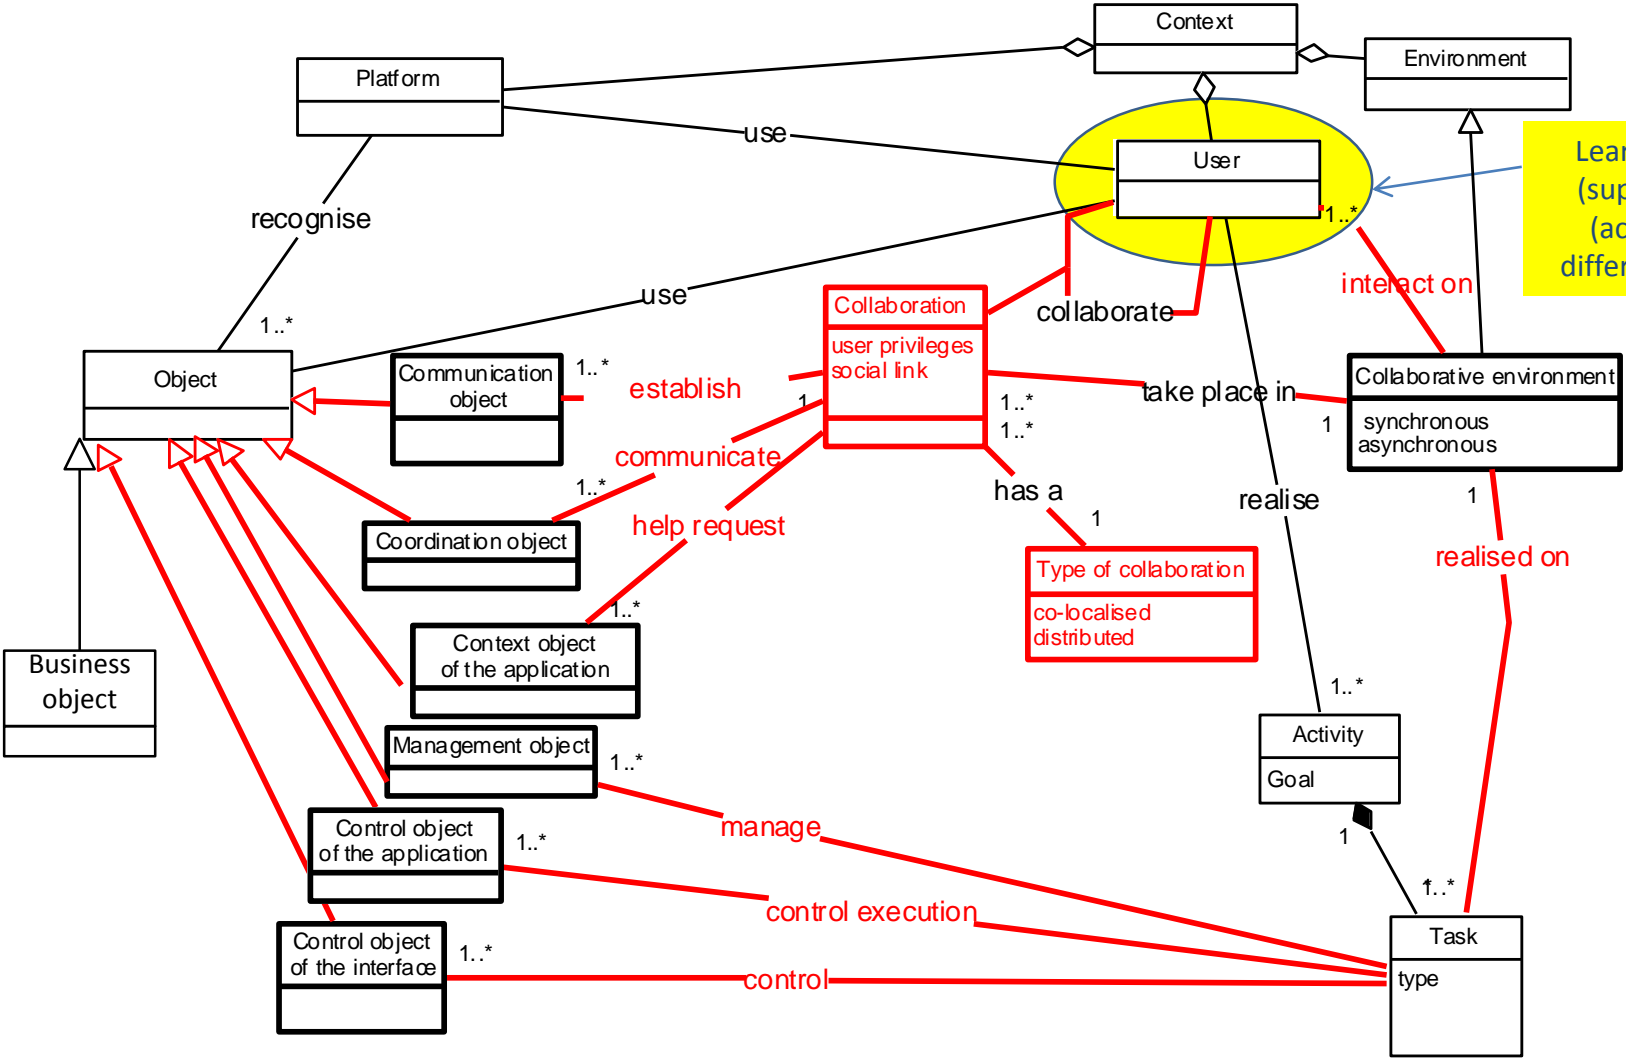 Context
Platform
Environment
use
User
Lear
(sup
(ac
differ
recognise
1..*
interact on
use
1..*
collaborate
Collaboration
user privileges
social link
Object
Communication
object
1..*
establish
1
take place in
1..*
1..*
1
Collaborative environment
synchronous
asynchronous
communicate
1..*
has a
1
realise
1
help request
Coordination object
realised on
Type of collaboration
co-localised
distributed
1..*
Context object
of the application
Business
object
1..*
Activity
Goal
Management object
1..*
manage
1
Control object
of the application
1..*
1..*
control execution
Control object
of the interface
1..*
control
Task
type